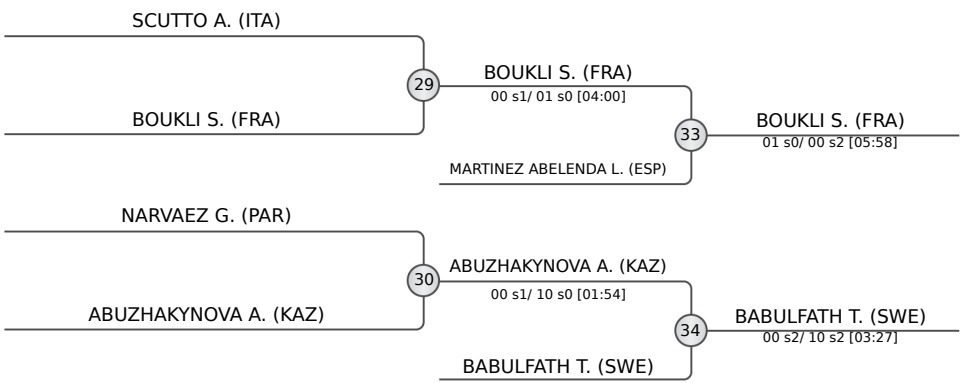 SCUTTO A. (ITA)
29
BOUKLI S. (FRA)
BOUKLI S. (FRA)
00 s1/ 01 s0 [04:00]
33
BOUKLI S. (FRA)
01 s0/ 00 s2 [05:58]
MARTINEZ ABELENDA L. (ESP)
NARVAEZ G. (PAR)
30
ABUZHAKYNOVA A. (KAZ)
ABUZHAKYNOVA A. (KAZ)
00 s1/ 10 s0 [01:54]
34
BABULFATH T. (SWE)
00 s2/ 10 s2 [03:27]
BABULFATH T. (SWE)